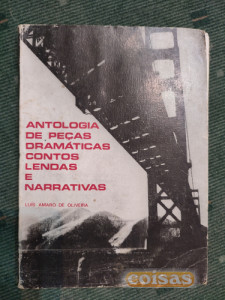 ANTOLOGIA
DE PEÇAS
DRAMÁTICAS
CONTOS
LENDAS
E
NARRATIVAS
LUÍS AMARO DE OLIVEIRA
coisas